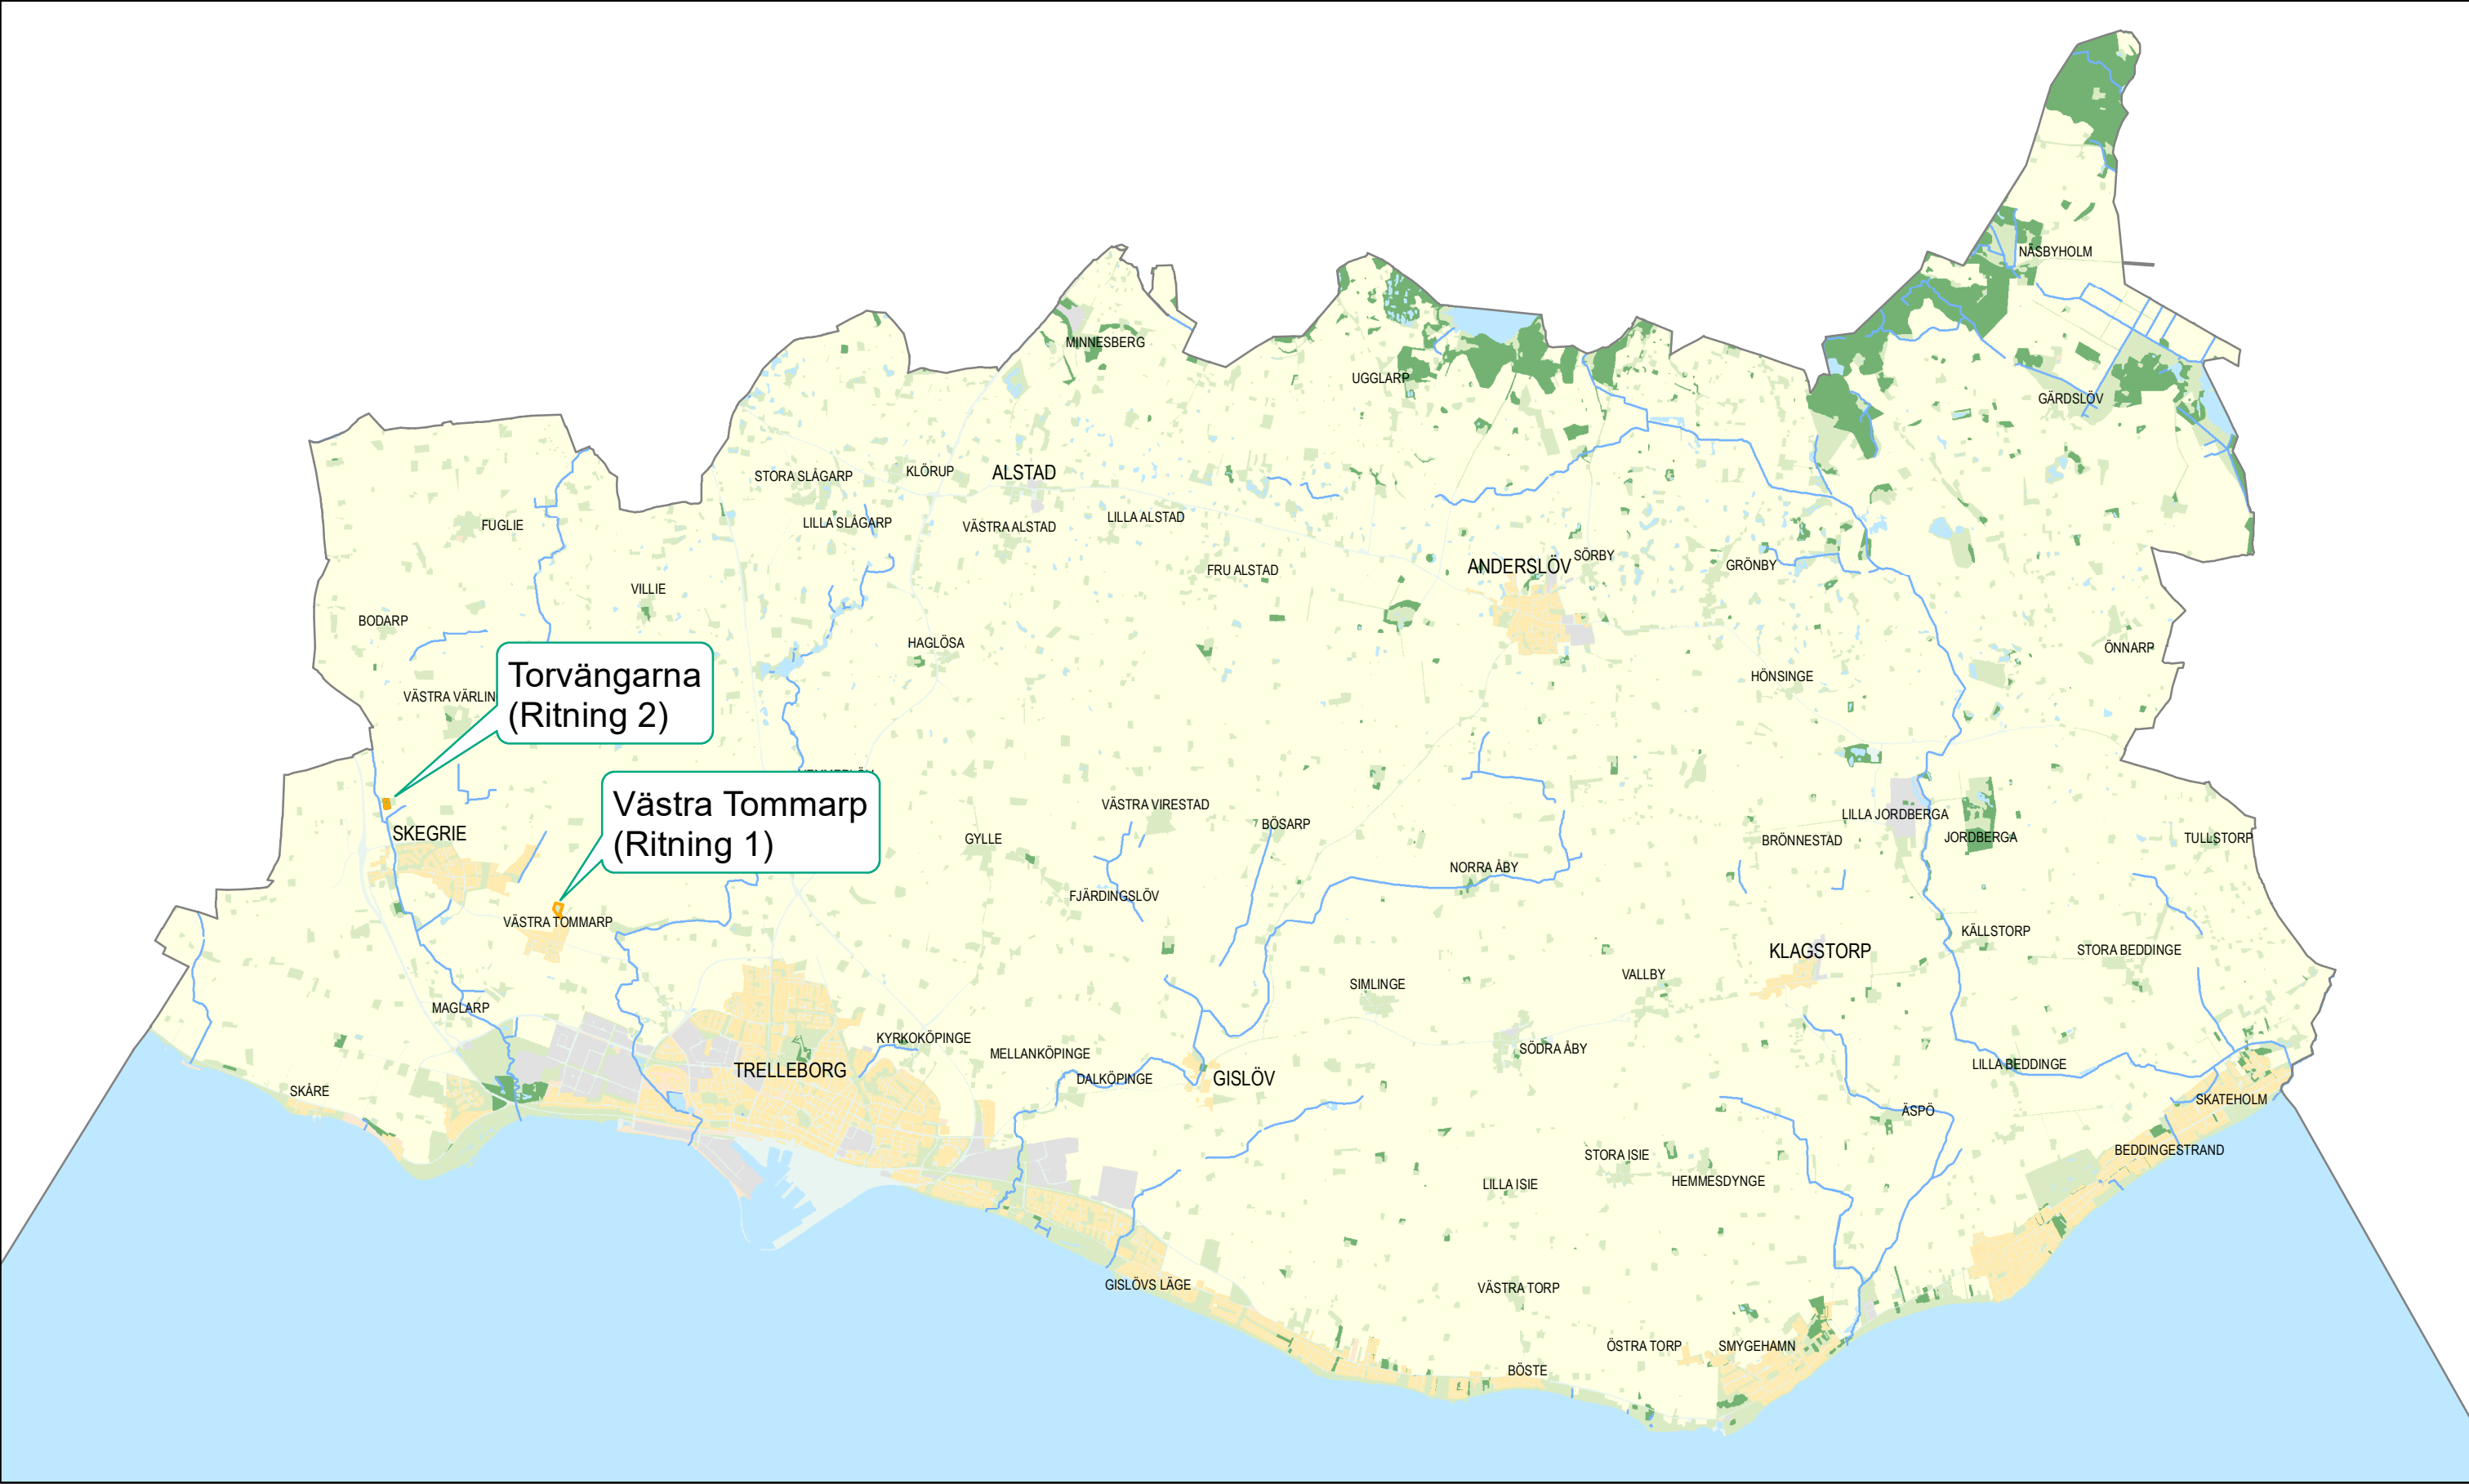 NÄSBYHOLM
MINNESBERG
UGGLARP
GÄRDSLÖV
STORA SLÅGARP
KLÖRUP
ALSTAD
FUGLIE
LILLA SLÅGARP
VÄSTRA ALSTAD
LILLA ALSTAD
FRU ALSTAD
ANDERSLÖV
SÖRBY
GRÖNBY
VILLIE
BODARP
HAGLÖSA
ÖNNARP
HÖNSINGE
VÄSTRA VÄRLIN
Torvängarna
(Ritning 2)
Västra Tommarp
(Ritning 1)
SKEGRIE
GYLLE
VÄSTRA VIRESTAD
BÖSARP
LILLA JORDBERGA
JORDBERGA
BRÖNNESTAD
TULLSTORP
NORRA ÅBY
FJÄRDINGSLÖV
VÄSTRA TOMMARP
KÄLLSTORP
KLAGSTORP
STORA BEDDINGE
VALLBY
SIMLINGE
MAGLARP
KYRKOKÖPINGE
MELLANKÖPINGE
SÖDRA ÅBY
TRELLEBORG
DALKÖPINGE
GISLÖV
LILLA BEDDINGE
SKÅRE
SKATEHOLM
ÄSPÖ
BEDDINGESTRAND
STORA ISIE
HEMMESDYNGE
LILLA ISIE
GISLÖVS LÄGE
VÄSTRA TORP
ÖSTRA TORP
SMYGEHAMN
BÖSTE